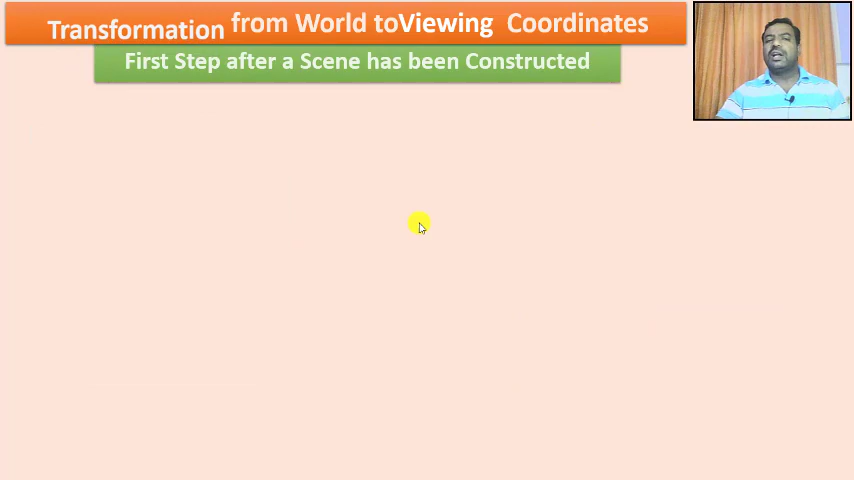 Transformation from World toViewing Coordinates
First Step after a Scene has been Constructed